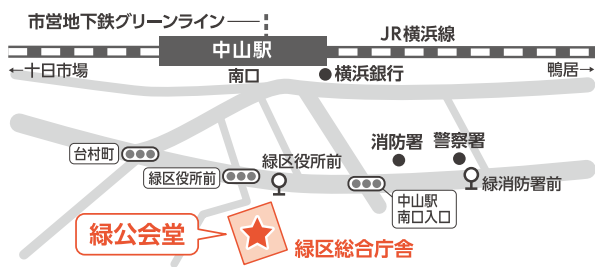 市営地下鉄グリーンライン
JR横浜線
中山駅
←十日市場
南口
横浜銀行
鴨居→
台村町
緑区役所前
緑区役所前
消防署
警察署
緑消防署前
中山駅
南口入口
緑公会堂
緑区総合庁舎